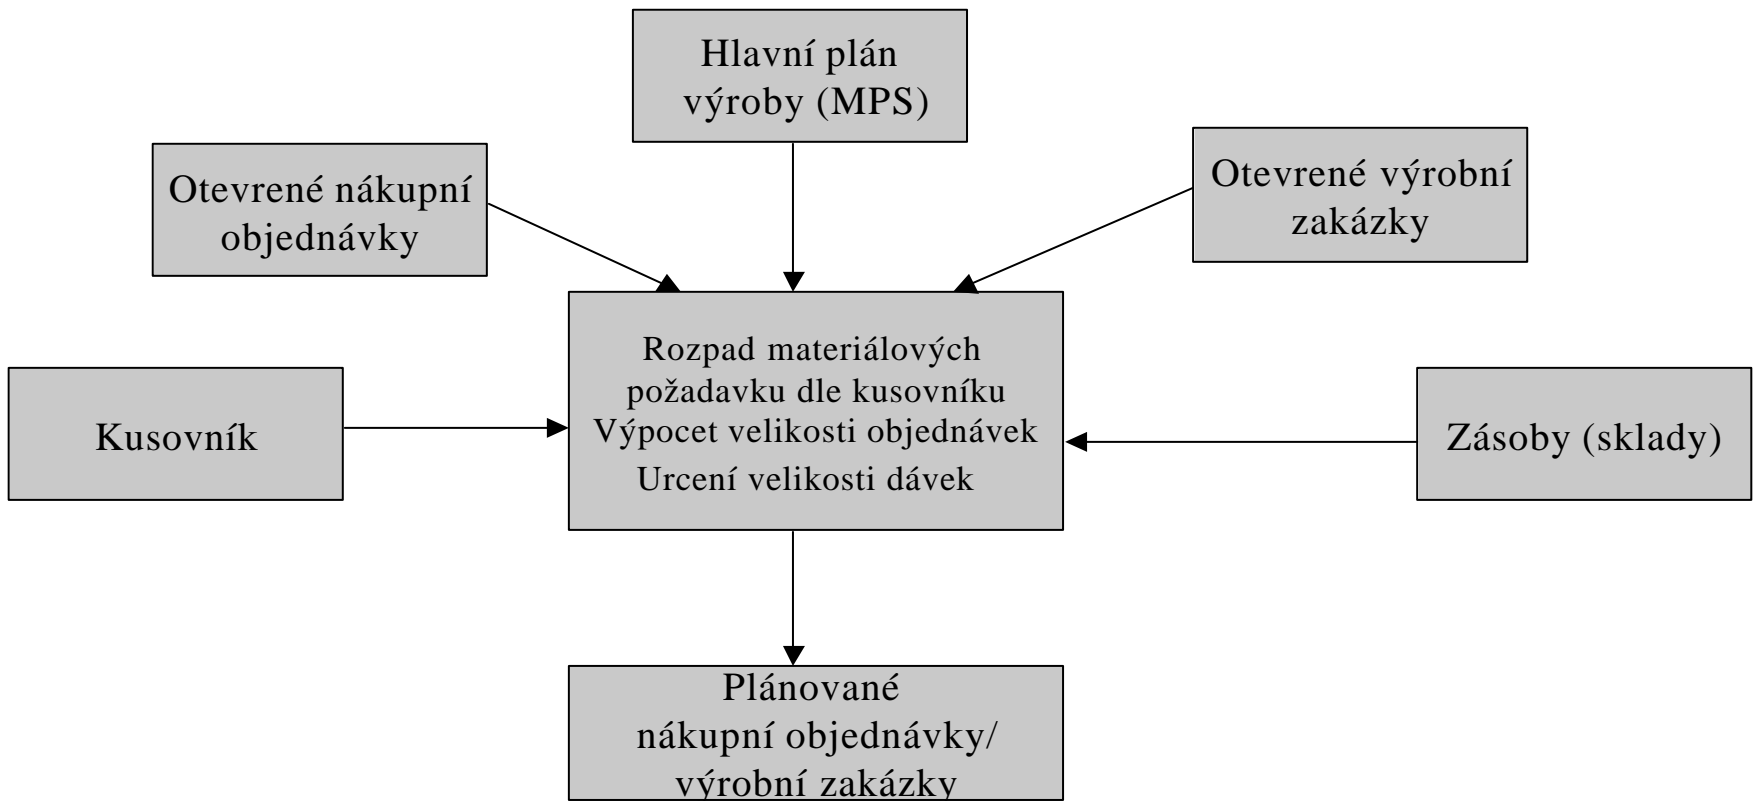 Hlavní plán
výroby (MPS)
Otevrené nákupní
objednávky
Otevrené výrobní
zakázky
Rozpad materiálových
požadavku dle kusovníku
Výpocet velikosti objednávek
Urcení velikosti dávek
Kusovník
Zásoby (sklady)
Plánované
nákupní objednávky/
výrobní zakázky